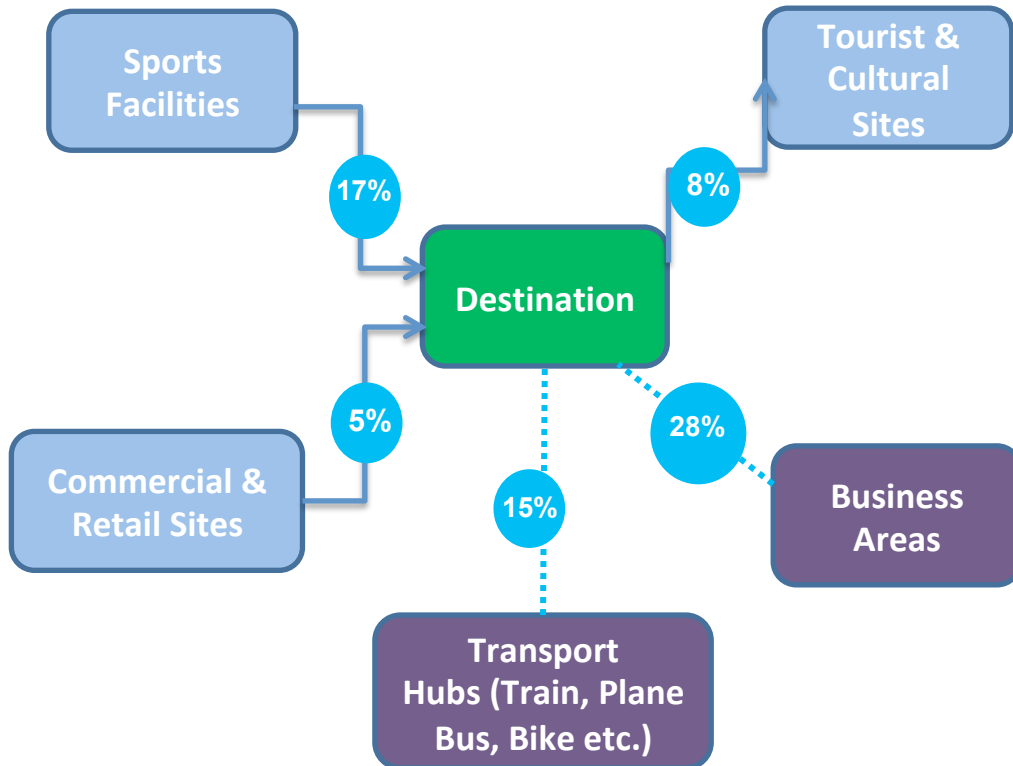 Sports
Facilities
Tourist &
Cultural
Sites
17%
8%
Destination
5%
28%
Commercial &
Retail Sites
15%
Business
Areas
Transport
Hubs (Train, Plane
Bus, Bike etc.)